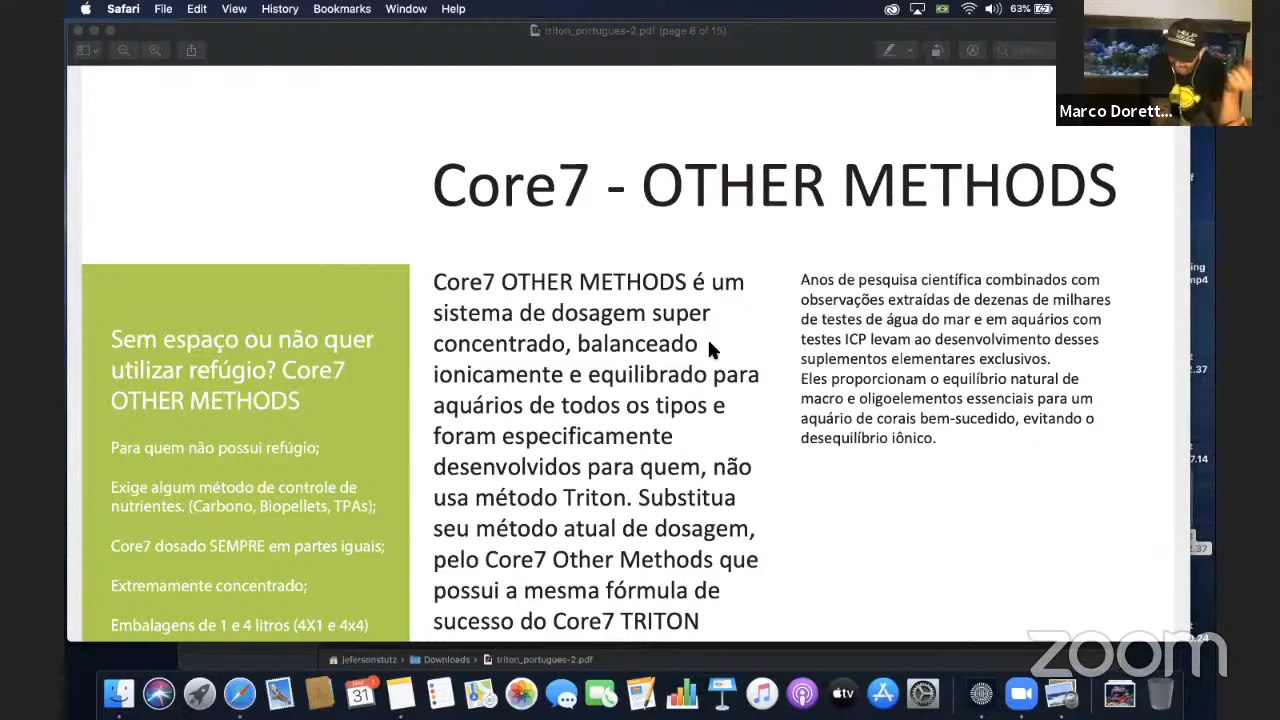 Safari File Edit View History Bookmarks Window Help 63%
triton_portugues-2.pdf (page 8 of 15)
Marco Dorett...
Core7 - OTHER METHODS
Sem espaço ou não quer
utilizar refúgio? Core7
OTHER METHODS
Para quem não possui refúgio;
Exige algum método de controle de
nutrientes. (Carbono, Biopellets, TPAs);
Core7 dosado SEMPRE em partes iguais;
Extremamente concentrado;
Embalagens de 1 e 4 litros (4X1 e 4x4)
Core7 OTHER METHODS é um
sistema de dosagem super
concentrado, balanceado
ionicamente e equilibrado para
aquários de todos os tipos e
foram especificamente
desenvolvidos para quem, não
usa método Triton. Substitua
seu método atual de dosagem,
pelo Core7 Other Methods que
possui a mesma fórmula de
sucesso do Core7 TRITON
Anos de pesquisa científica combinados com
observações extraídas de dezenas de milhares
de testes de água do mar e em aquários com
testes ICP levam ao desenvolvimento desses
suplementos elementares exclusivos.
Eles proporcionam o equilíbrio natural de
macro e oligoelementos essenciais para um
aquário de corais bem-sucedido, evitando o
desequilíbrio iônico.
jefersonstutz Downloads triton_portugues-2.pdf
zoom
31
tv